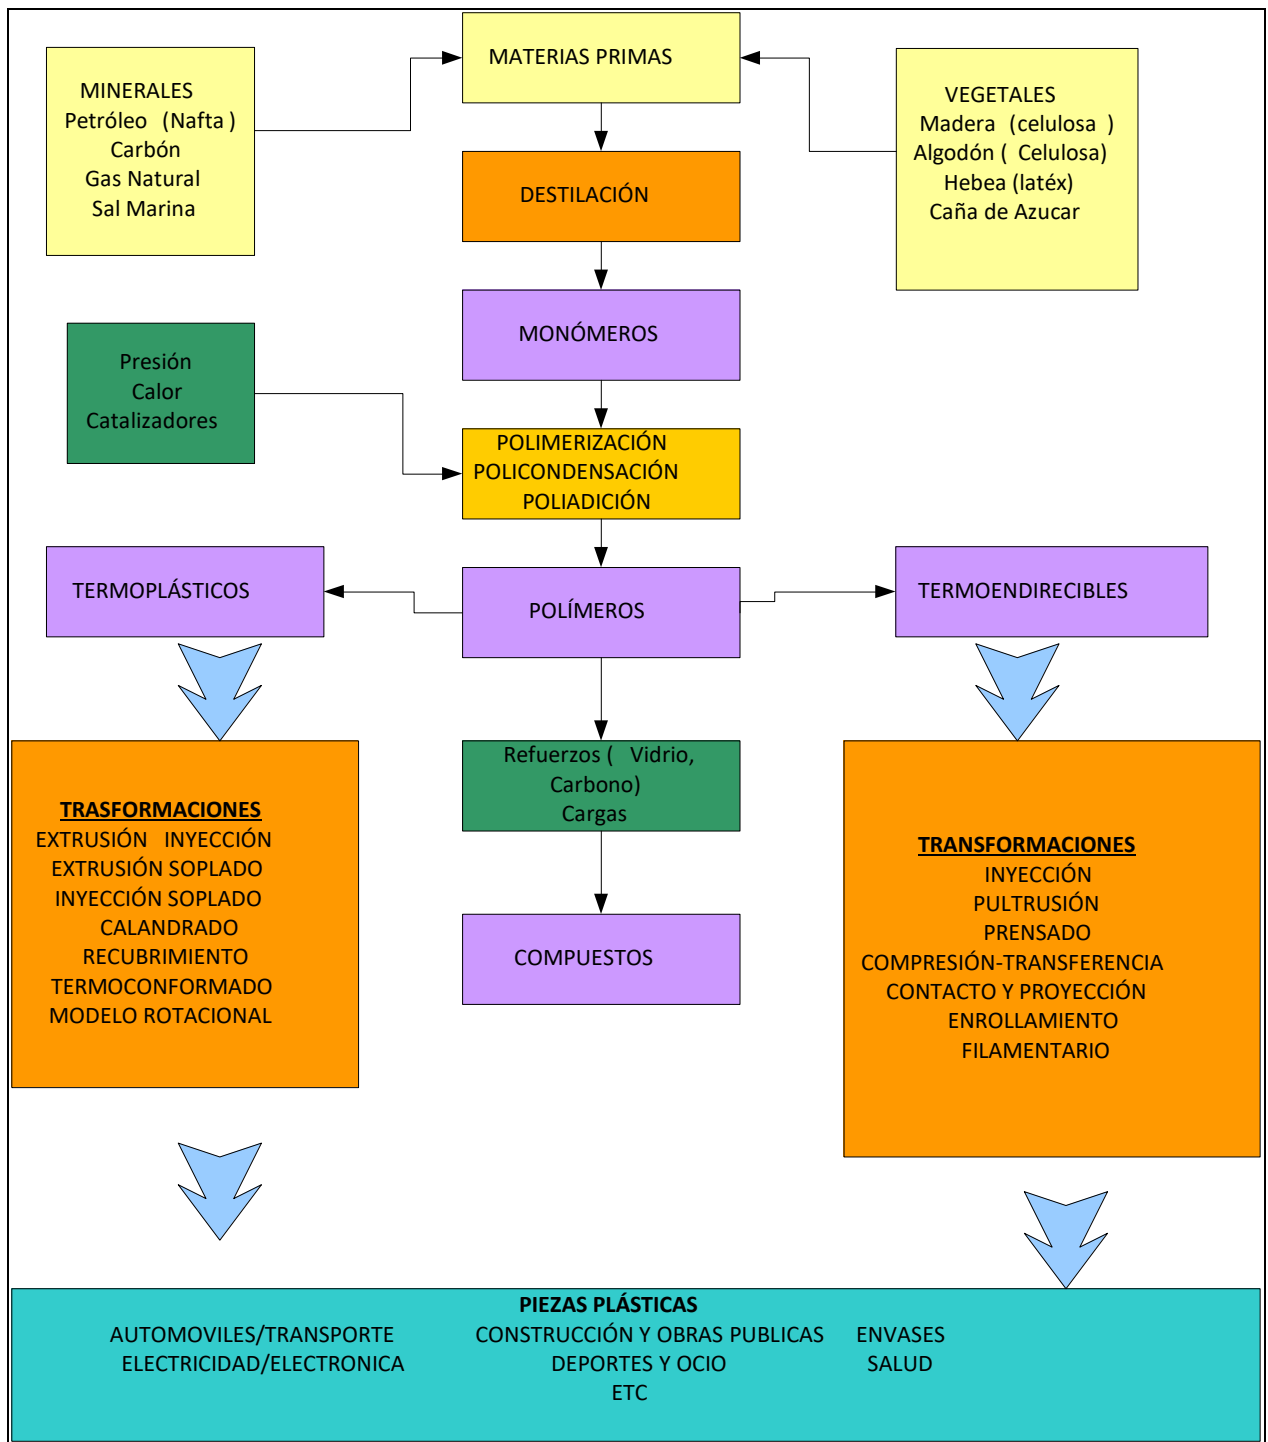 MATERIAS PRIMAS
MINERALES
Petróleo (Nafta )
Carbón
Gas Natural
Sal Marina
VEGETALES
Madera (celulosa )
Algodón ( Celulosa)
Hebea (latéx)
Caña de Azucar
DESTILACIÓN
MONÓMEROS
Presión
Calor
Catalizadores
POLIMERIZACIÓN
POLICONDENSACIÓN
POLIADICIÓN
TERMOPLÁSTICOS
POLÍMEROS
TERMOENDIRECIBLES
Refuerzos ( Vidrio,
Carbono)
Cargas
TRASFORMACIONES
EXTRUSIÓN INYECCIÓN
EXTRUSIÓN SOPLADO
INYECCIÓN SOPLADO
CALANDRADO
RECUBRIMIENTO
TERMOCONFORMADO
MODELO ROTACIONAL
COMPUESTOS
TRANSFORMACIONES
INYECCIÓN
PULTRUSIÓN
PRENSADO
COMPRESIÓN-TRANSFERENCIA
CONTACTO Y PROYECCIÓN
ENROLLAMIENTO
FILAMENTARIO
PIEZAS PLÁSTICAS
AUTOMOVILES/TRANSPORTE CONSTRUCCIÓN Y OBRAS PUBLICAS ENVASES
ELECTRICIDAD/ELECTRONICA DEPORTES Y OCIO SALUD
ETC